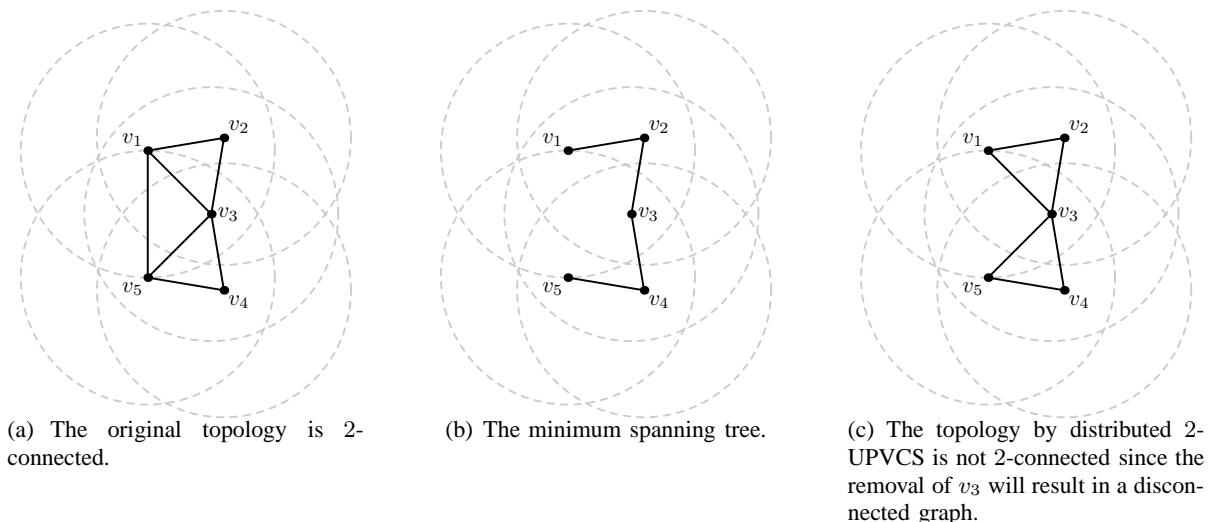 v1
v2
v3
v5
v4
(a) The original topology is 2-
connected.
v1
v2
v3
v5
v4
(b) The minimum spanning tree.
v1
v2
v3
v5
v4
(c) The topology by distributed 2-
UPVCS is not 2-connected since the
removal of v3 will result in a discon-
nected graph.